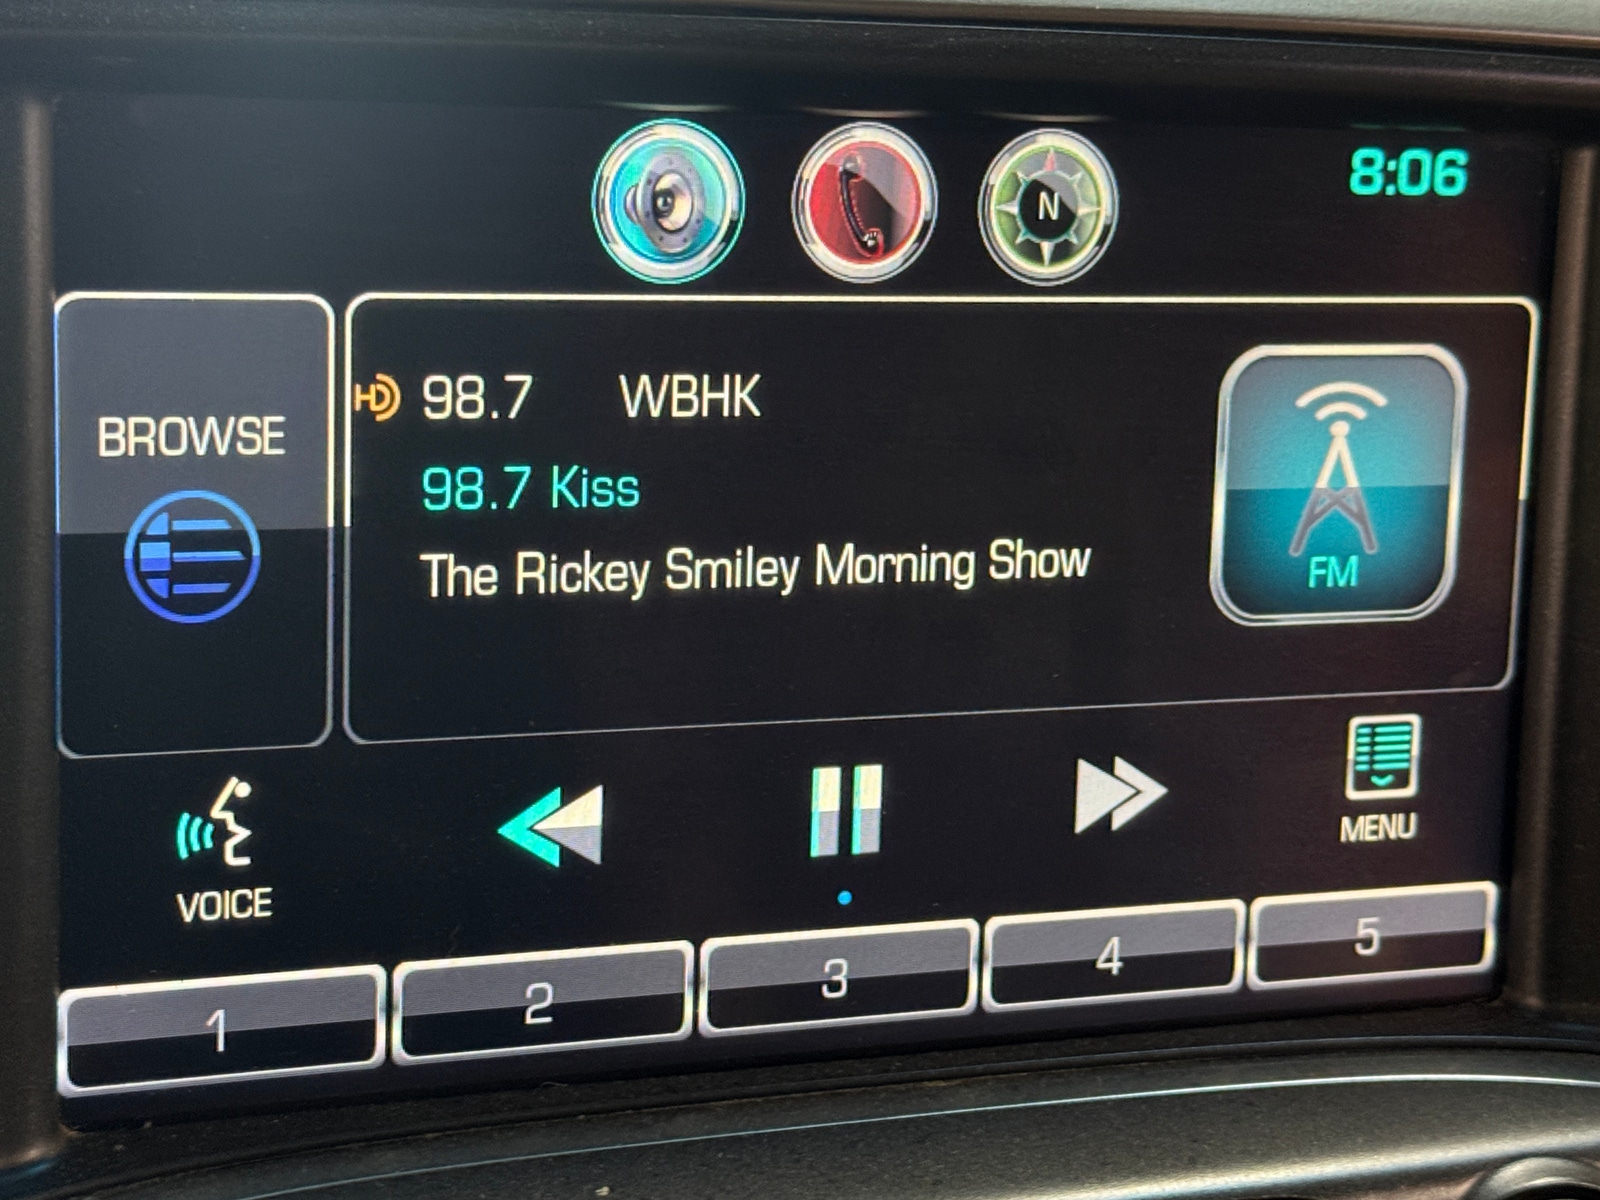 8:06
N
BROWSE
HD 98.7 WBHK
98.7 Kiss
The Rickey Smiley Morning Show
FM
VOICE
MENU
1 2 3 4 5